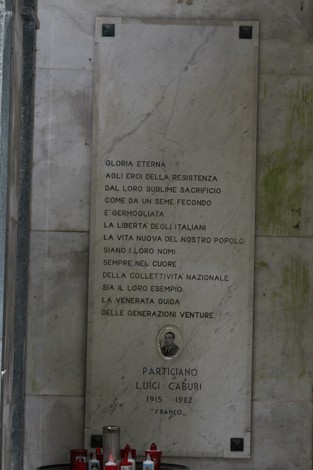 GLORIA ETERNA
AGLI EROI DELLA RESISTENZA
DAL LORO SUBLIME SACRIFICIO
COME DA UN SEME FECONDO
E' GERMOGLIATA
LA LIBERTA' DEGLI ITALIANI
LA VITA NUOVA DEL NOSTRO POPOLO
SIANO I LORO NOMI
SEMPRE NEL CUORE
DELLA COLLETTIVITA' NAZIONALE
SIA IL LORO ESEMPIO
LA VENERATA GUIDA
DELLE GENERAZIONI VENTURE
PARTIGIANO
LUIGI CABURI
1915 1982
"FRANCO"